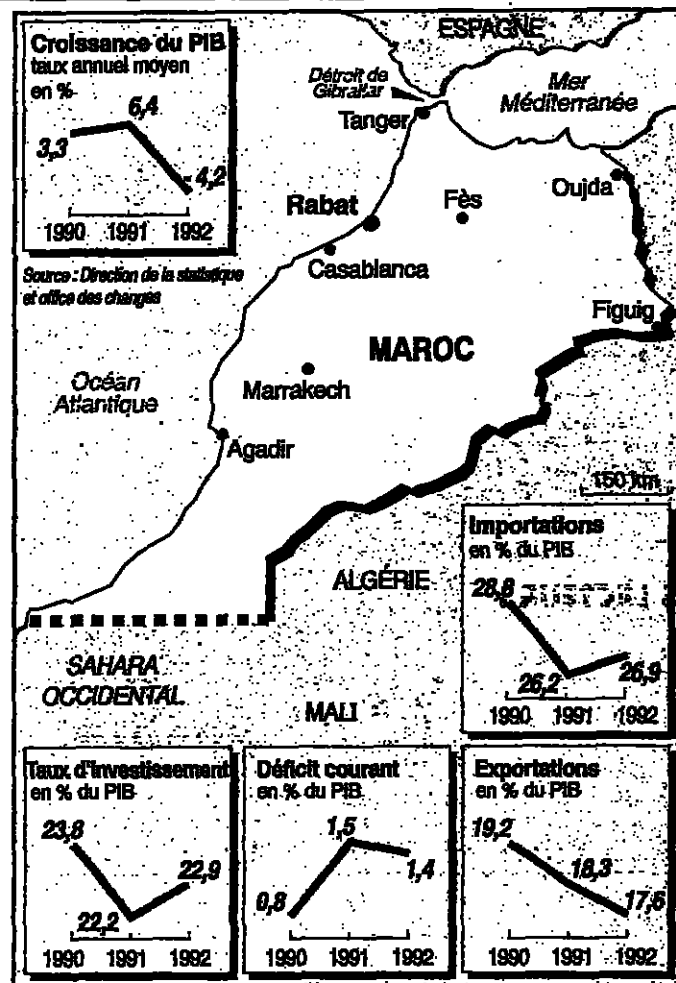 Croissance du PIB
taux annuel moyen
en %
3,3
6,4
- 4,2
1990 1991 1992
Source : Direction de la statistique
et office des changes
ESPAGNE
Détroit de
Gibraltar
Mer
Méditerranée
Tanger
Oujda
Rabat
Fès
Casablanca
Figuig
MAROC
Océan
Atlantique
Marrakech
Agadir
150 km
ALGÉRIE
SAHARA
OCCIDENTAL
MALI
Importations
en % du PIB
28,8
26,2
26,9
1990 1991 1992
Taux d'investissement
en % du PIB
23,8
22,2
22,9
1990 1991 1992
Déficit courant
en % du PIB
0,8
1,5
1,4
1990 1991 1992
Exportations
en % du PIB
19,2
18,3
17,6
1990 1991 1992